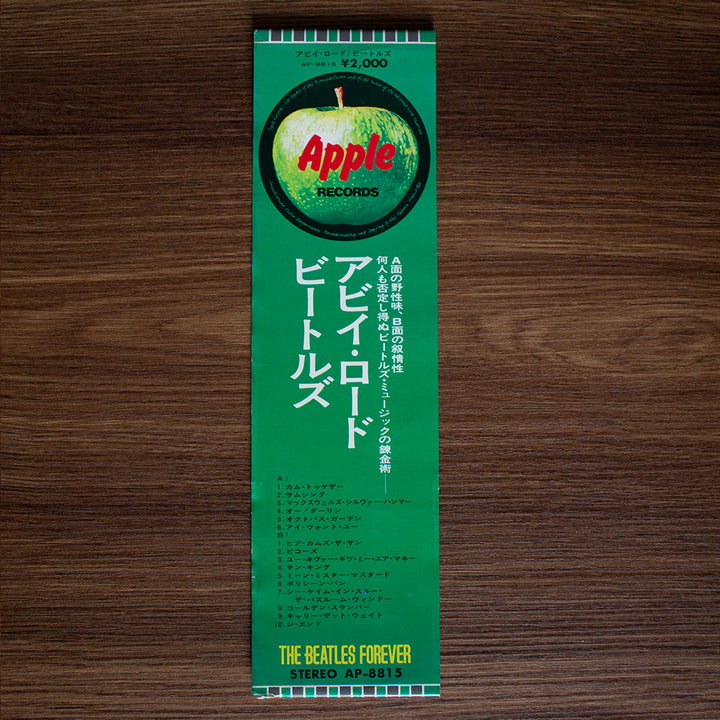 アビイ・ロード/ビートルズ
AP-8815 ¥2,000
Apple
RECORDS
A面の野性味、B面の叙情性
何人も否定し得ぬビートルズ・ミュージックの錬金術──
アビイ・ロード
ビートルズ
A)
1. カム・トゥゲザー
2. サムシング
3. マックスウェルズ・シルヴァー・ハンマー
4. オー！ダーリン
5. オクトパス・ガーデン
6. アイ・ウォント・ユー
B)
1. ヒア・カムズ・ザ・サン
2. ビコーズ
3. ユー・ネヴァー・ギヴ・ミー・ユア・マネー
4. サン・キング
5. ミーン・ミスター・マスタード
6. ポリシーン・パン
7. シー・ケイム・イン・スルー・
ザ・バスルーム・ウィンドー
8. ゴールデン・スランバー
9. キャリー・ザット・ウェイト
10. ジ・エンド
THE BEATLES FOREVER
STEREO AP-8815